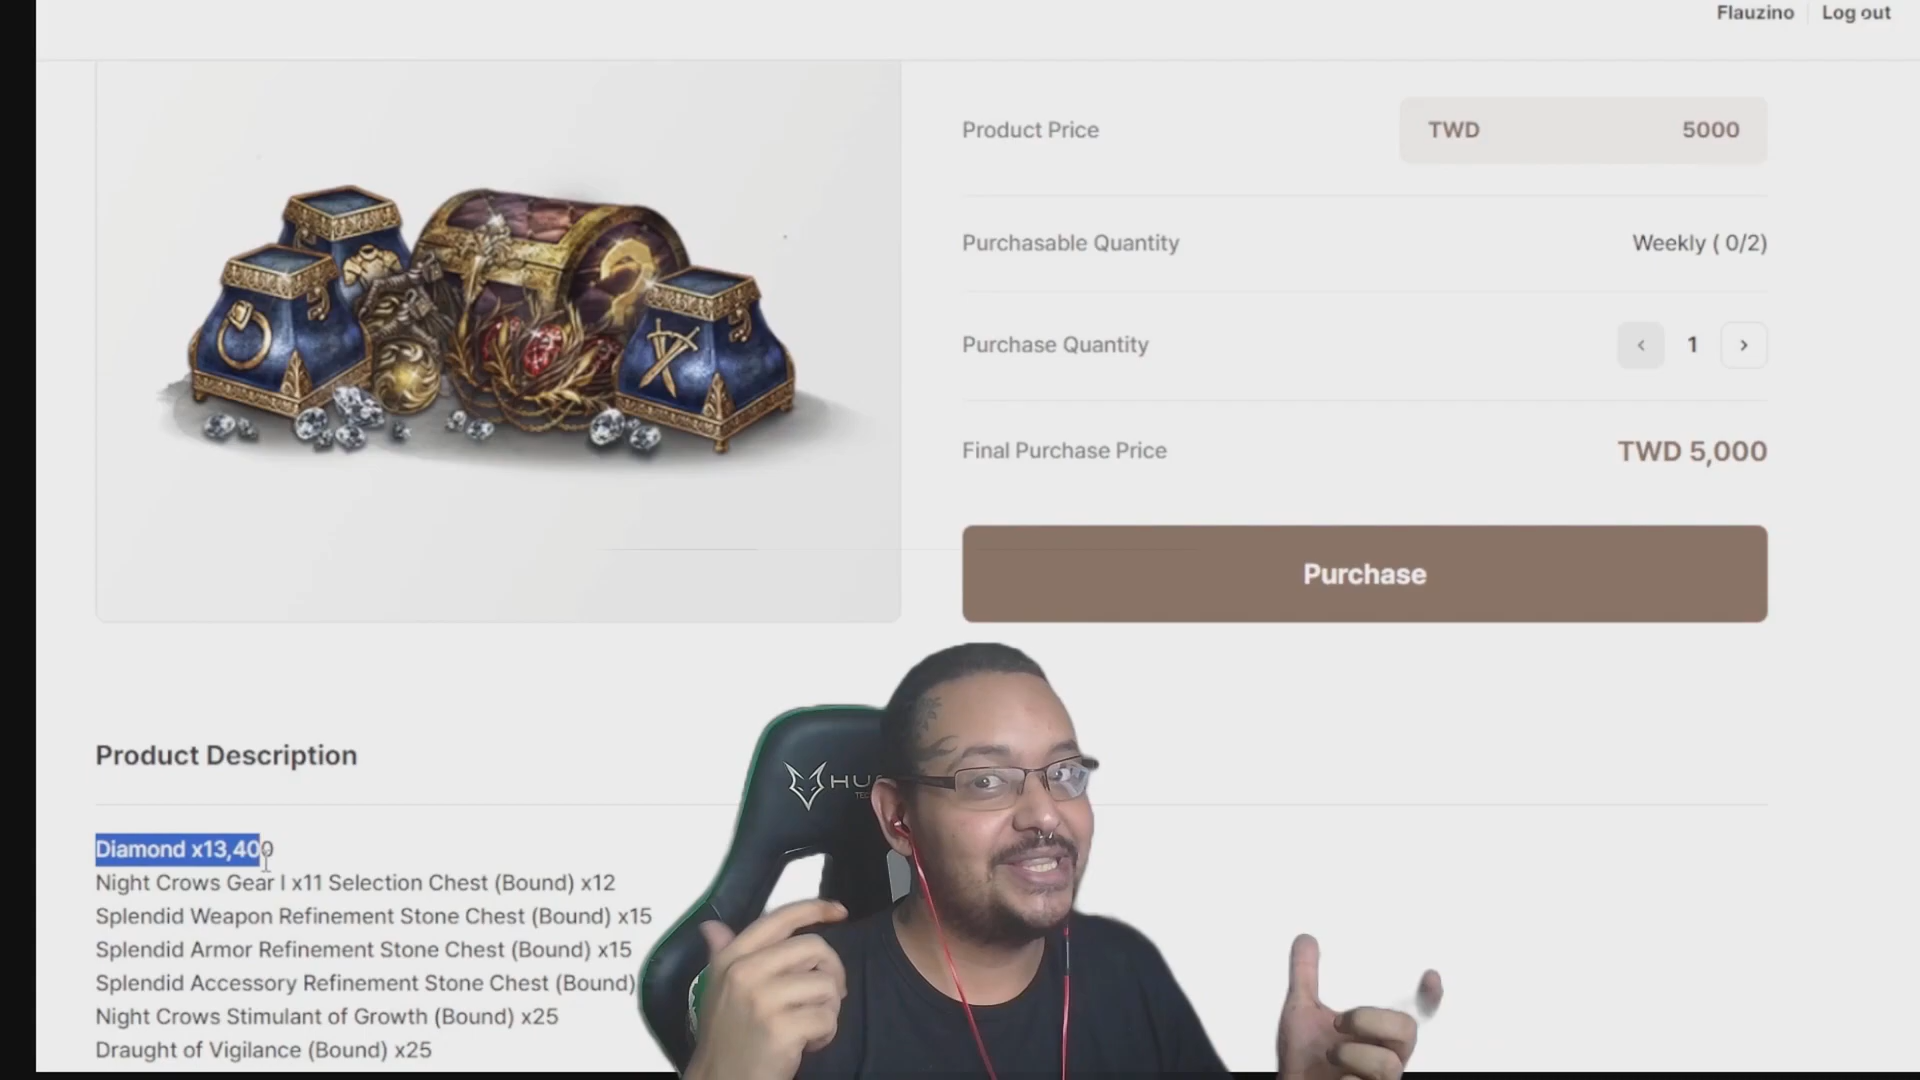 Flauzino
Log out
Product Price
TWD
5000
Purchasable Quantity
Weekly ( 0/2)
Purchase Quantity
1
Final Purchase Price
TWD 5,000
Purchase
Product Description
Diamond x13,400
Night Crows Gear I x11 Selection Chest (Bound) x12
Splendid Weapon Refinement Stone Chest (Bound) x15
Splendid Armor Refinement Stone Chest (Bound) x15
Splendid Accessory Refinement Stone Chest (Bound)
Night Crows Stimulant of Growth (Bound) x25
Draught of Vigilance (Bound) x25